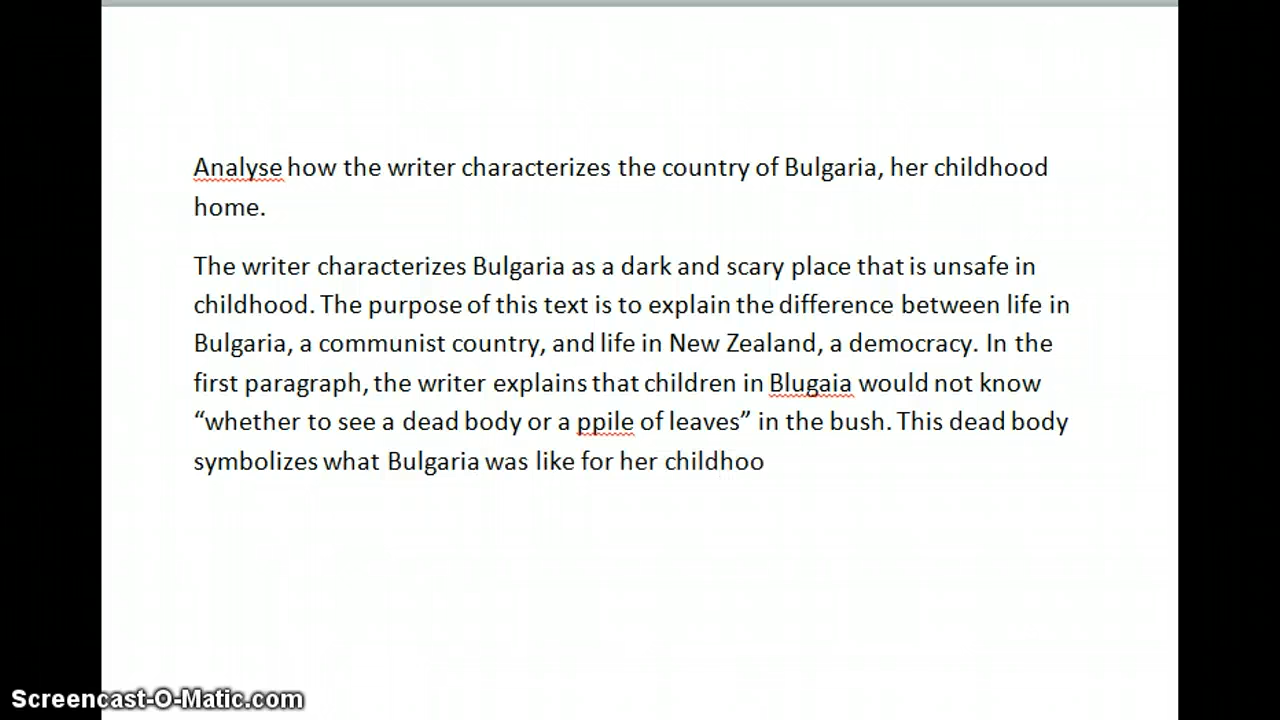 Analyse how the writer characterizes the country of Bulgaria, her childhood
home.
The writer characterizes Bulgaria as a dark and scary place that is unsafe in
childhood. The purpose of this text is to explain the difference between life in
Bulgaria, a communist country, and life in New Zealand, a democracy. In the
first paragraph, the writer explains that children in Blugaia would not know
“whether to see a dead body or a ppile of leaves” in the bush. This dead body
symbolizes what Bulgaria was like for her childhoo
Screencast-O-Matic.com